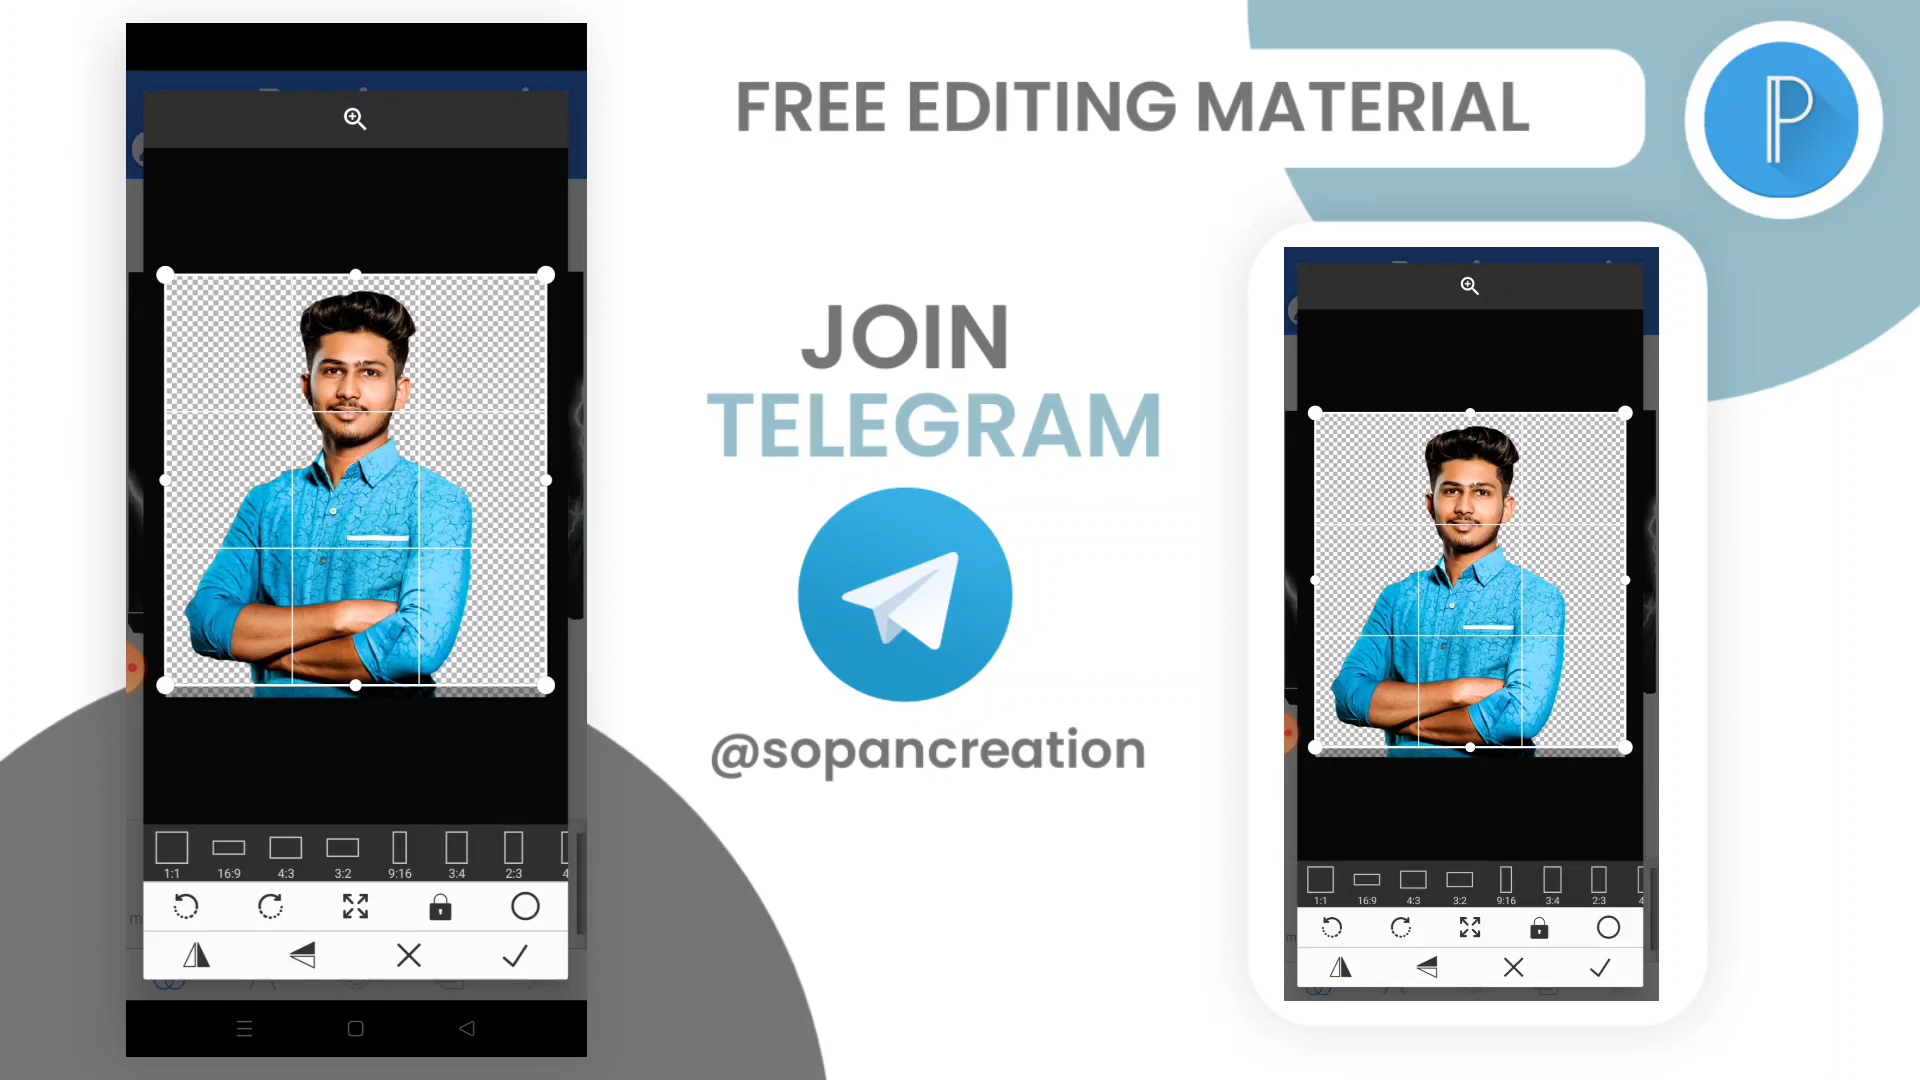 FREE EDITING MATERIAL
P
JOIN
TELEGRAM
@sopancreation
1:1 16:9 4:3 3:2 9:16 3:4 2:3
1:1 16:9 4:3 3:2 9:16 3:4 2:3